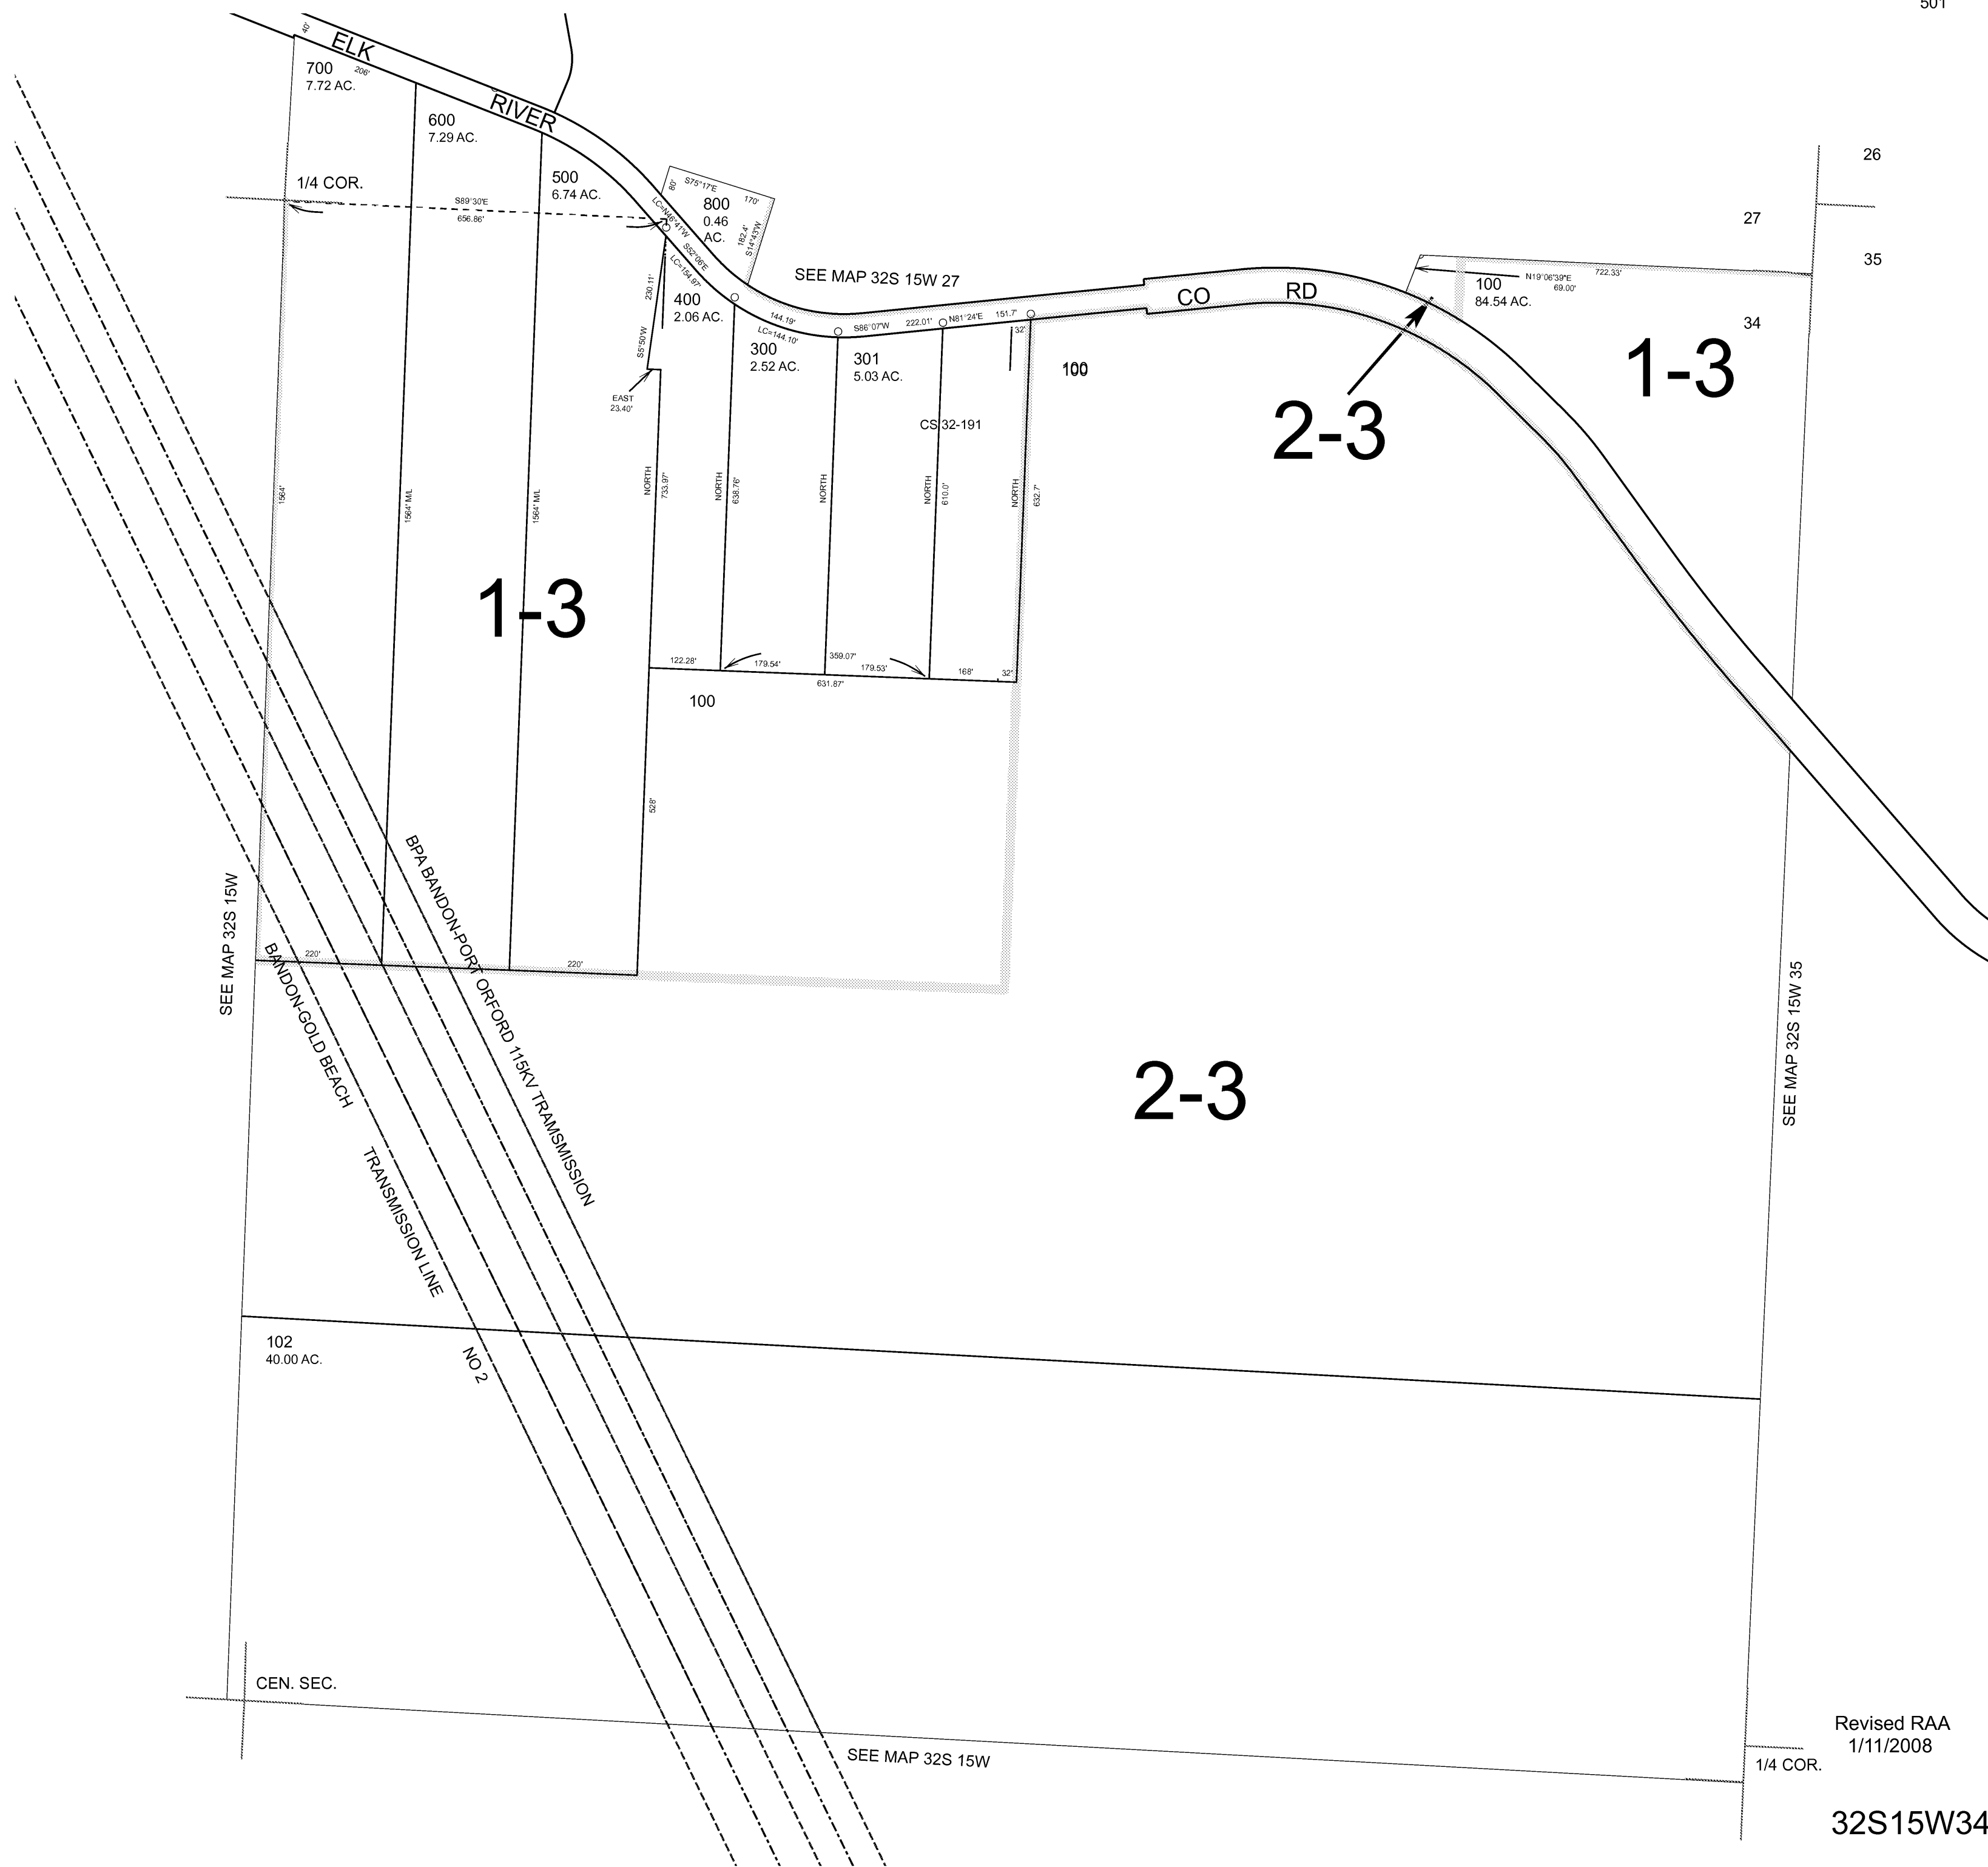 501
40'
ELK
206'
700
7.72 AC.
RIVER
600
7.29 AC.
500
6.74 AC.
1/4 COR.
S89°30'E
656.86'
80'
S75°17'E
170'
800
0.46
AC.
182.4'
S14°43'W
LC=N46°41'W
S52°06'E
LC=154.97'
26
27
35
34
SEE MAP 32S 15W 27
CO
RD
N19°06'39"E
69.00'
722.33'
100
84.54 AC.
1-3
2-3
230.11'
S5°50'W
400
2.06 AC.
144.19'
LC=144.10'
S86°07'W
222.01'
N81°24'E
151.7'
32'
300
2.52 AC.
301
5.03 AC.
100
100
EAST
23.40'
CS 32-191
1564'
1564' M/L
1564' M/L
NORTH
733.97'
NORTH
638.76'
NORTH
NORTH
610.0'
NORTH
632.7'
1-3
122.28'
179.54'
359.07'
179.53'
168'
32'
631.87'
100
528'
SEE MAP 32S 15W
220'
220'
BPA BANDON-PORT ORFORD 115KV TRAMSMISSION
BANDON-GOLD BEACH
TRANSMISSION LINE
NO 2
2-3
SEE MAP 32S 15W 35
102
40.00 AC.
CEN. SEC.
SEE MAP 32S 15W
Revised RAA
1/11/2008
1/4 COR.
32S15W34